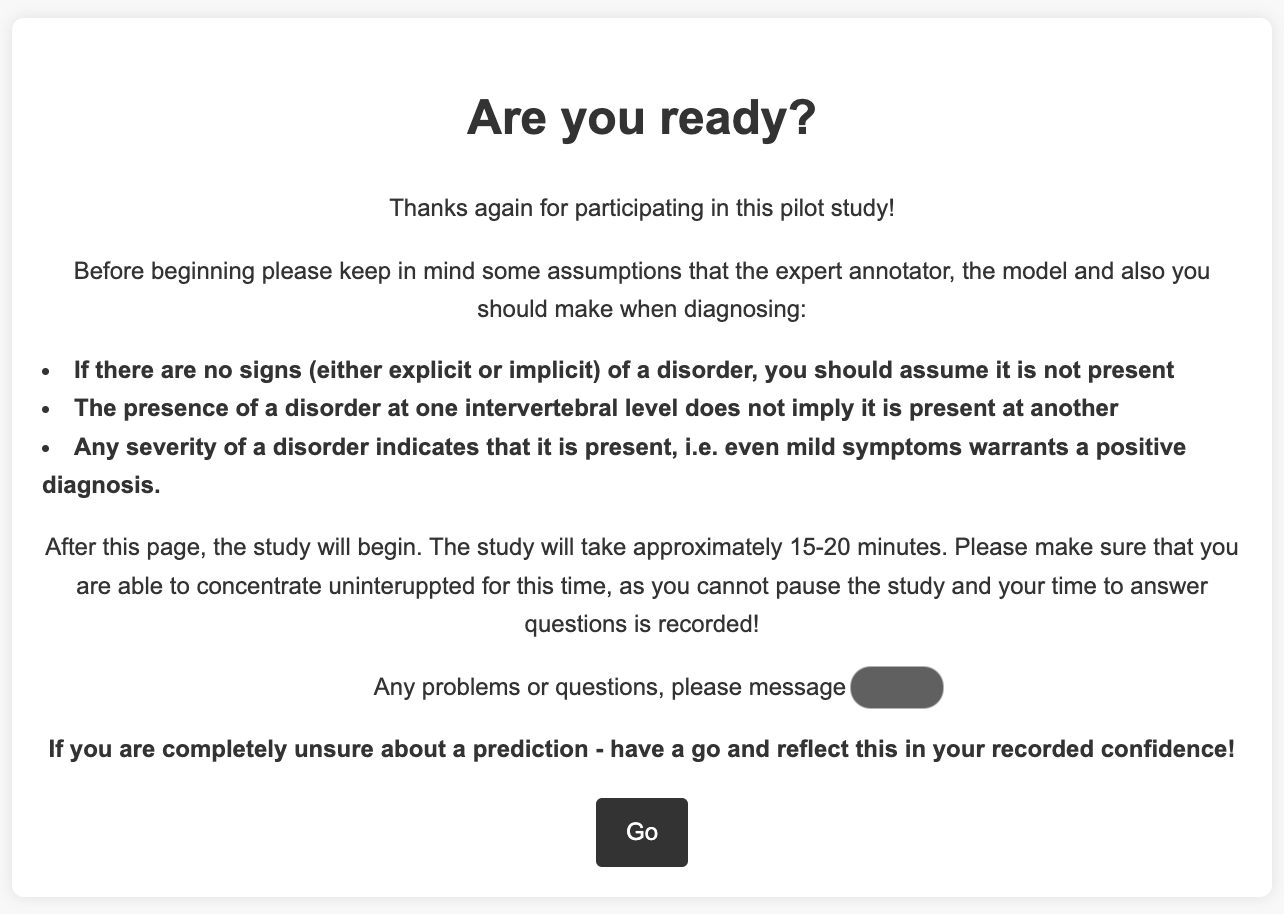 Are you ready?
Thanks again for participating in this pilot study!
Before beginning please keep in mind some assumptions that the expert annotator, the model and also you
should make when diagnosing:
• If there are no signs (either explicit or implicit) of a disorder, you should assume it is not present
• The presence of a disorder at one intervertebral level does not imply it is present at another
• Any severity of a disorder indicates that it is present, i.e. even mild symptoms warrants a positive
diagnosis.
After this page, the study will begin. The study will take approximately 15-20 minutes. Please make sure that you
are able to concentrate uninteruppted for this time, as you cannot pause the study and your time to answer
questions is recorded!
Any problems or questions, please message
If you are completely unsure about a prediction - have a go and reflect this in your recorded confidence!
Go